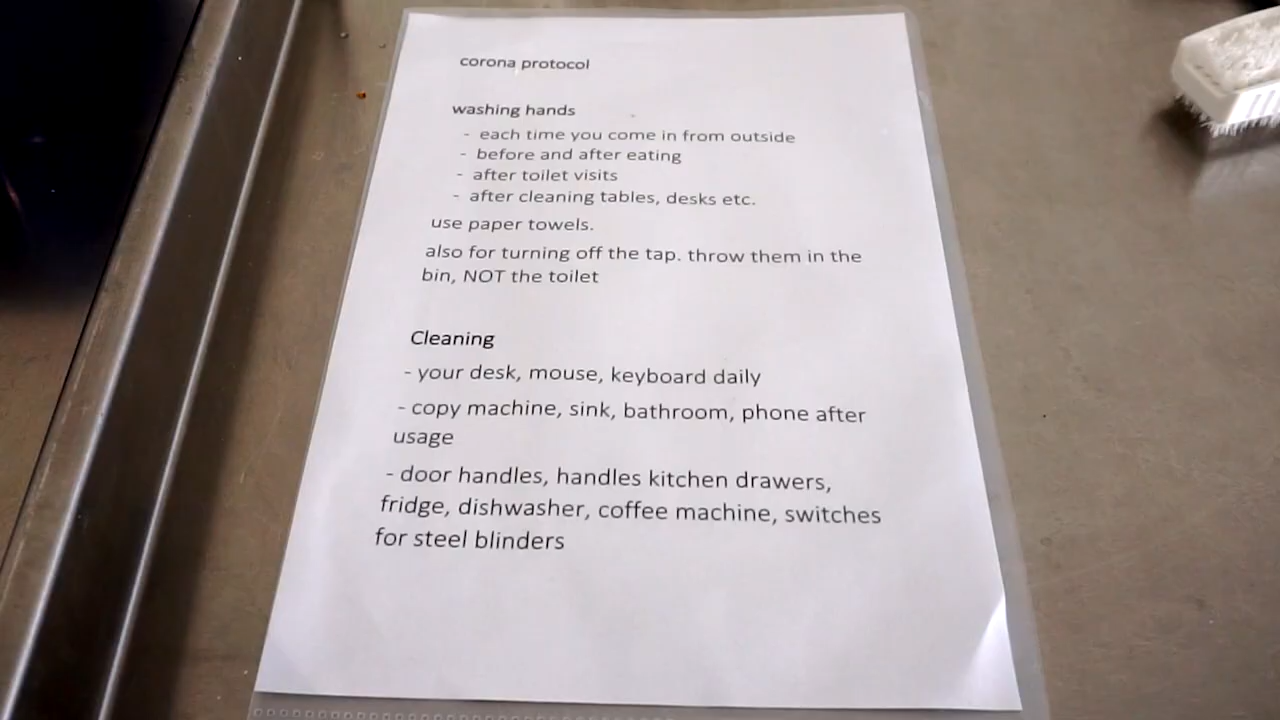 corona protocol
washing hands
- each time you come in from outside
- before and after eating
- after toilet visits
- after cleaning tables, desks etc.
use paper towels.
also for turning off the tap. throw them in the
bin, NOT the toilet
Cleaning
- your desk, mouse, keyboard daily
- copy machine, sink, bathroom, phone after
usage
- door handles, handles kitchen drawers,
fridge, dishwasher, coffee machine, switches
for steel blinders